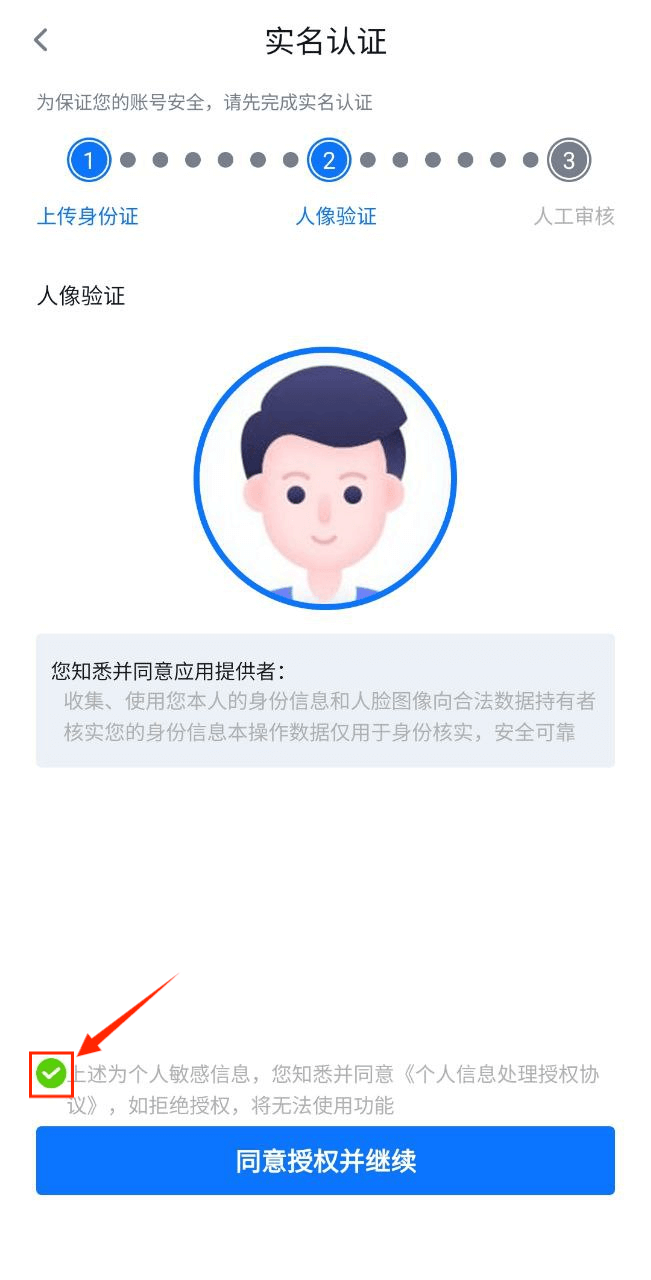 实名认证
为保证您的账号安全，请先完成实名认证
1 2 3
上传身份证 人像验证 人工审核
人像验证
您知悉并同意应用提供者：
收集、使用您本人的身份信息和人脸图像向合法数据持有者
核实您的身份信息本操作数据仅用于身份核实，安全可靠
上述为个人敏感信息，您知悉并同意《个人信息处理授权协
议》，如拒绝授权，将无法使用功能
同意授权并继续